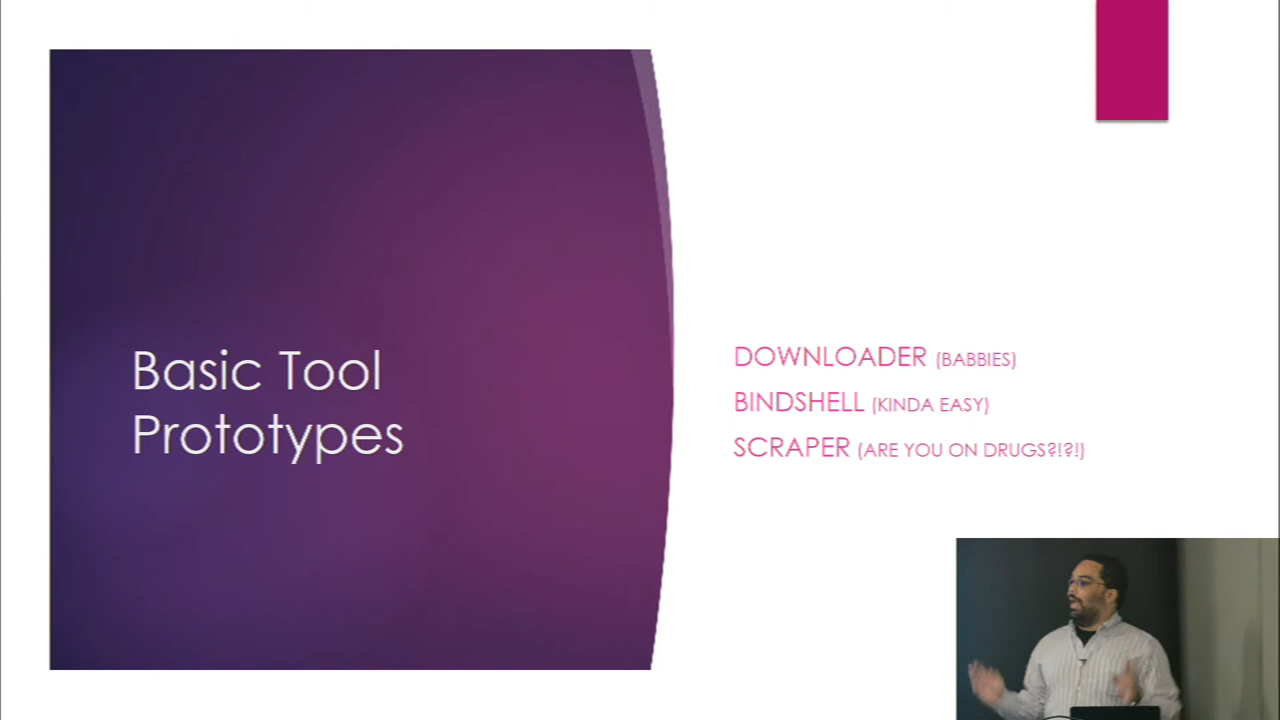 Basic Tool
Prototypes
DOWNLOADER (BABBIES)
BINDSHELL (KINDA EASY)
SCRAPER (ARE YOU ON DRUGS?!?!)